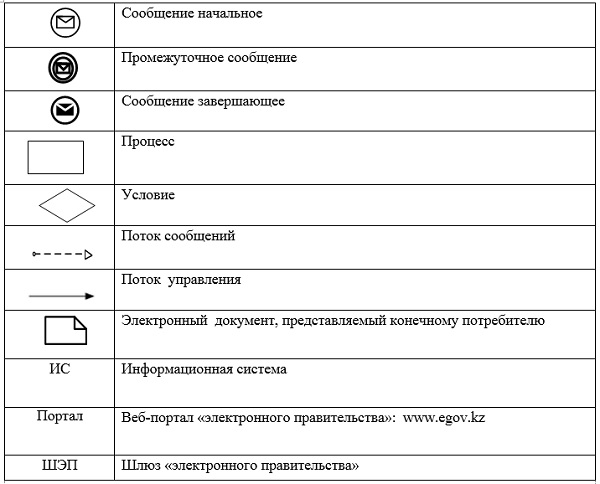 Сообщение начальное
Промежуточное сообщение
Сообщение завершающее
Процесс
Условие
Поток сообщений
Поток управления
Электронный документ, представляемый конечному потребителю
ИС Информационная система
Портал Веб-портал «электронного правительства»: www.egov.kz
ШЭП Шлюз «электронного правительства»